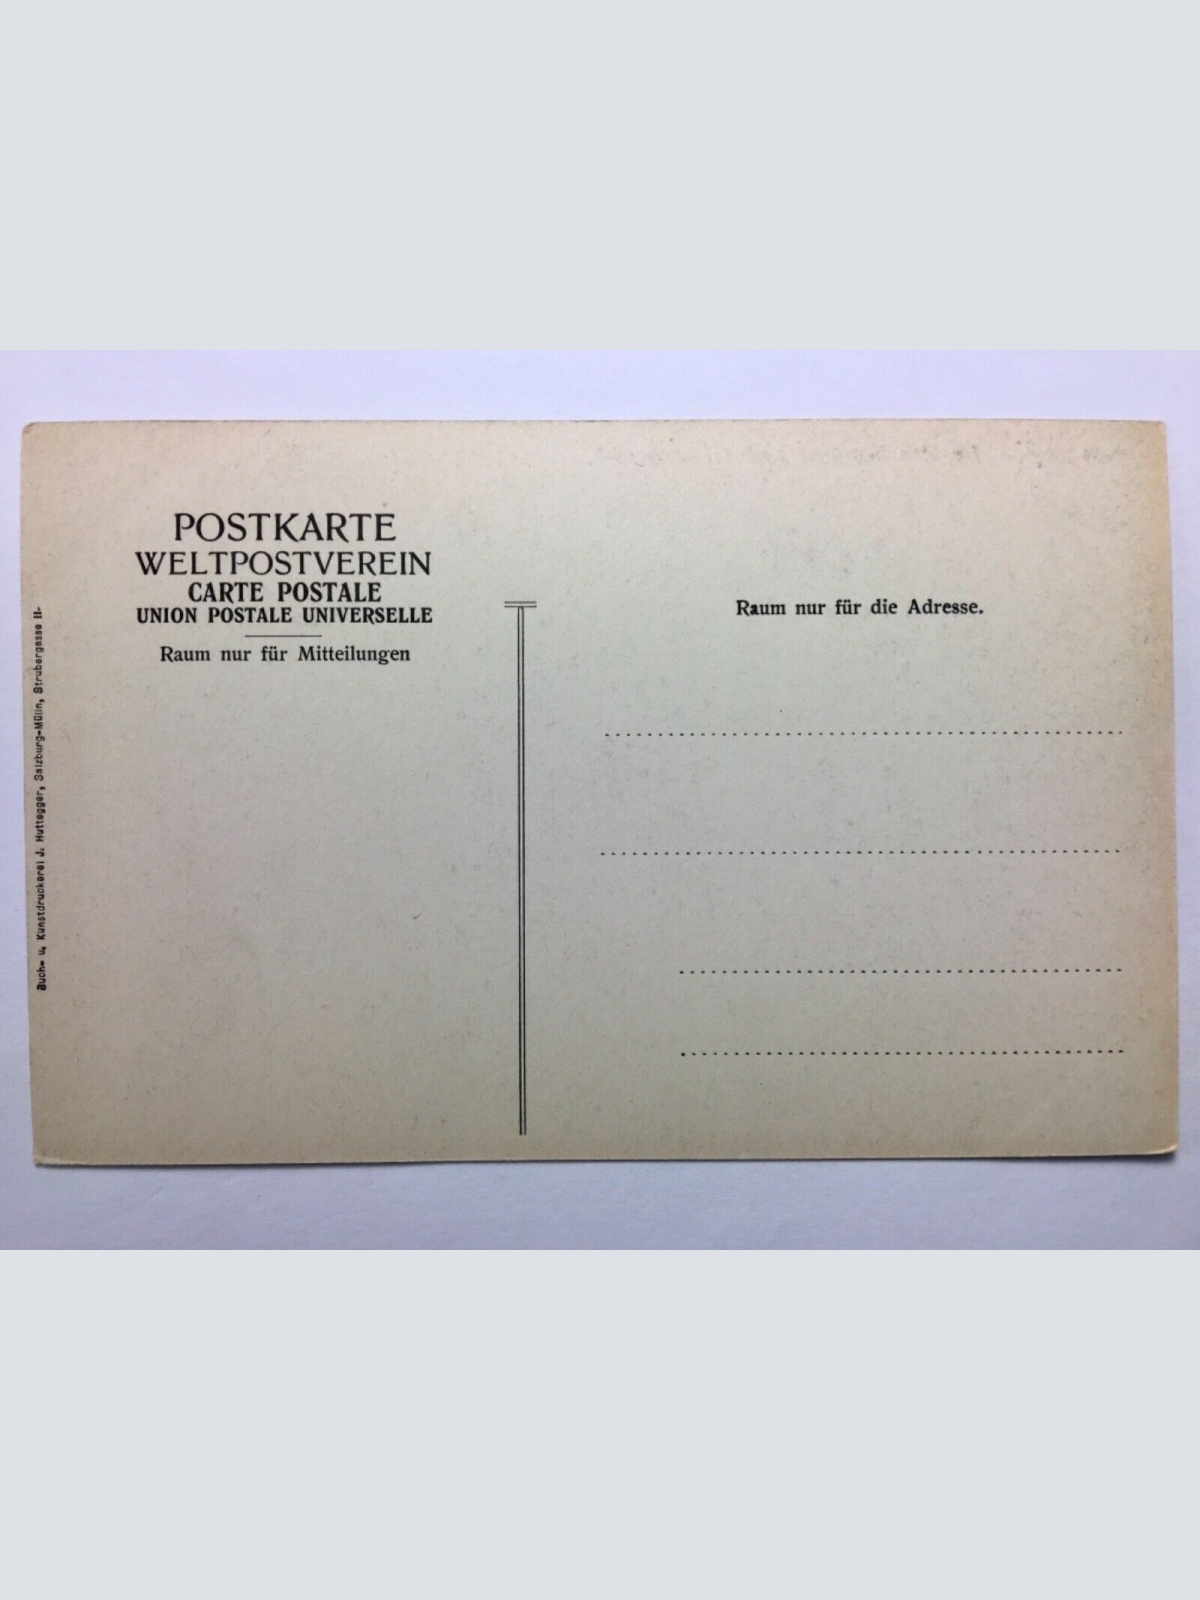 POSTKARTE
WELTPOSTVEREIN
CARTE POSTALE
UNION POSTALE UNIVERSELLE
Raum nur für Mitteilungen
Raum nur für die Adresse.
Buch- u. Kunstdruckerei J. Huttegger, Salzburg-Mülln, Strubergasse 11-